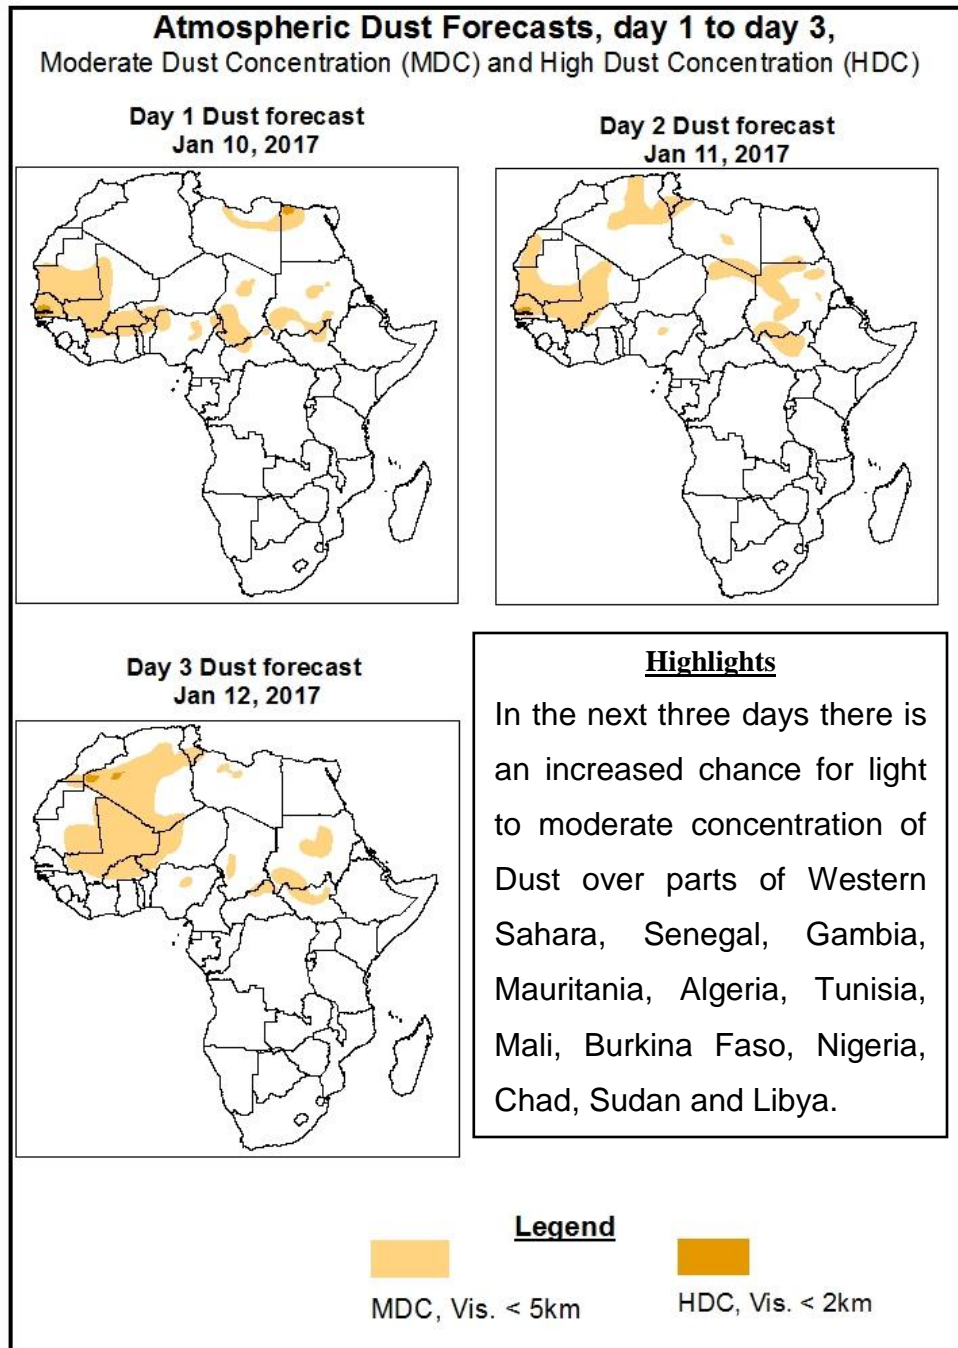 Atmospheric Dust Forecasts, day 1 to day 3,
Moderate Dust Concentration (MDC) and High Dust Concentration (HDC)
Day 1 Dust forecast
Jan 10, 2017
Day 2 Dust forecast
Jan 11, 2017
Day 3 Dust forecast
Jan 12, 2017
Highlights
In the next three days there is
an increased chance for light
to moderate concentration of
Dust over parts of Western
Sahara, Senegal, Gambia,
Mauritania, Algeria, Tunisia,
Mali, Burkina Faso, Nigeria,
Chad, Sudan and Libya.
Legend
MDC, Vis. < 5km
HDC, Vis. < 2km